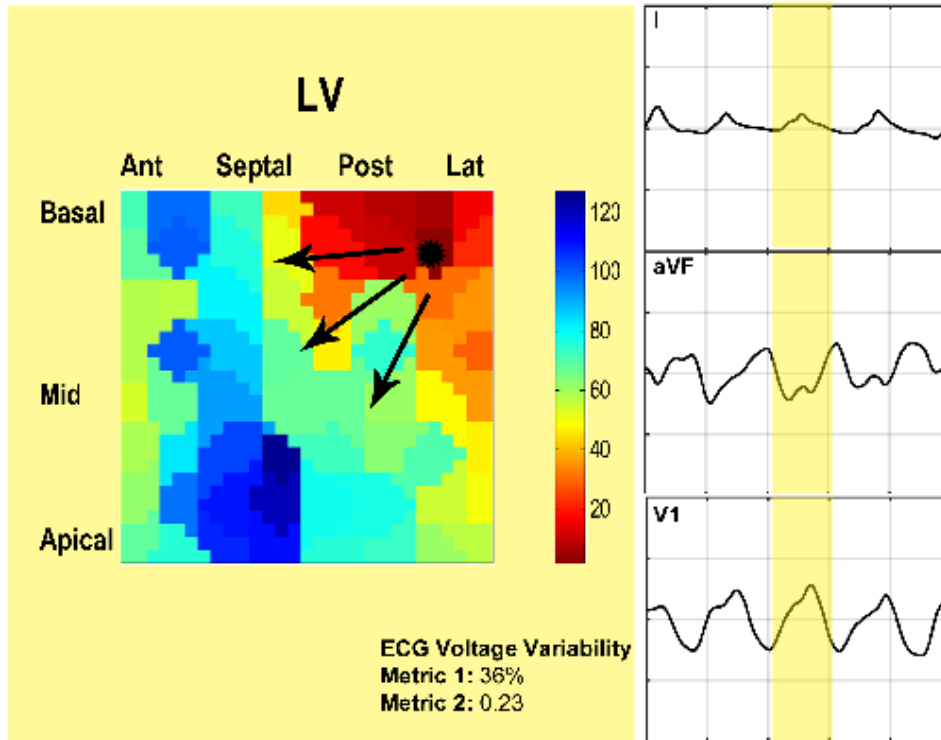 LV
Ant Septal Post Lat
Basal
Mid
Apical
120
100
80
60
40
20
ECG Voltage Variability
Metric 1: 36%
Metric 2: 0.23
I
aVF
V1